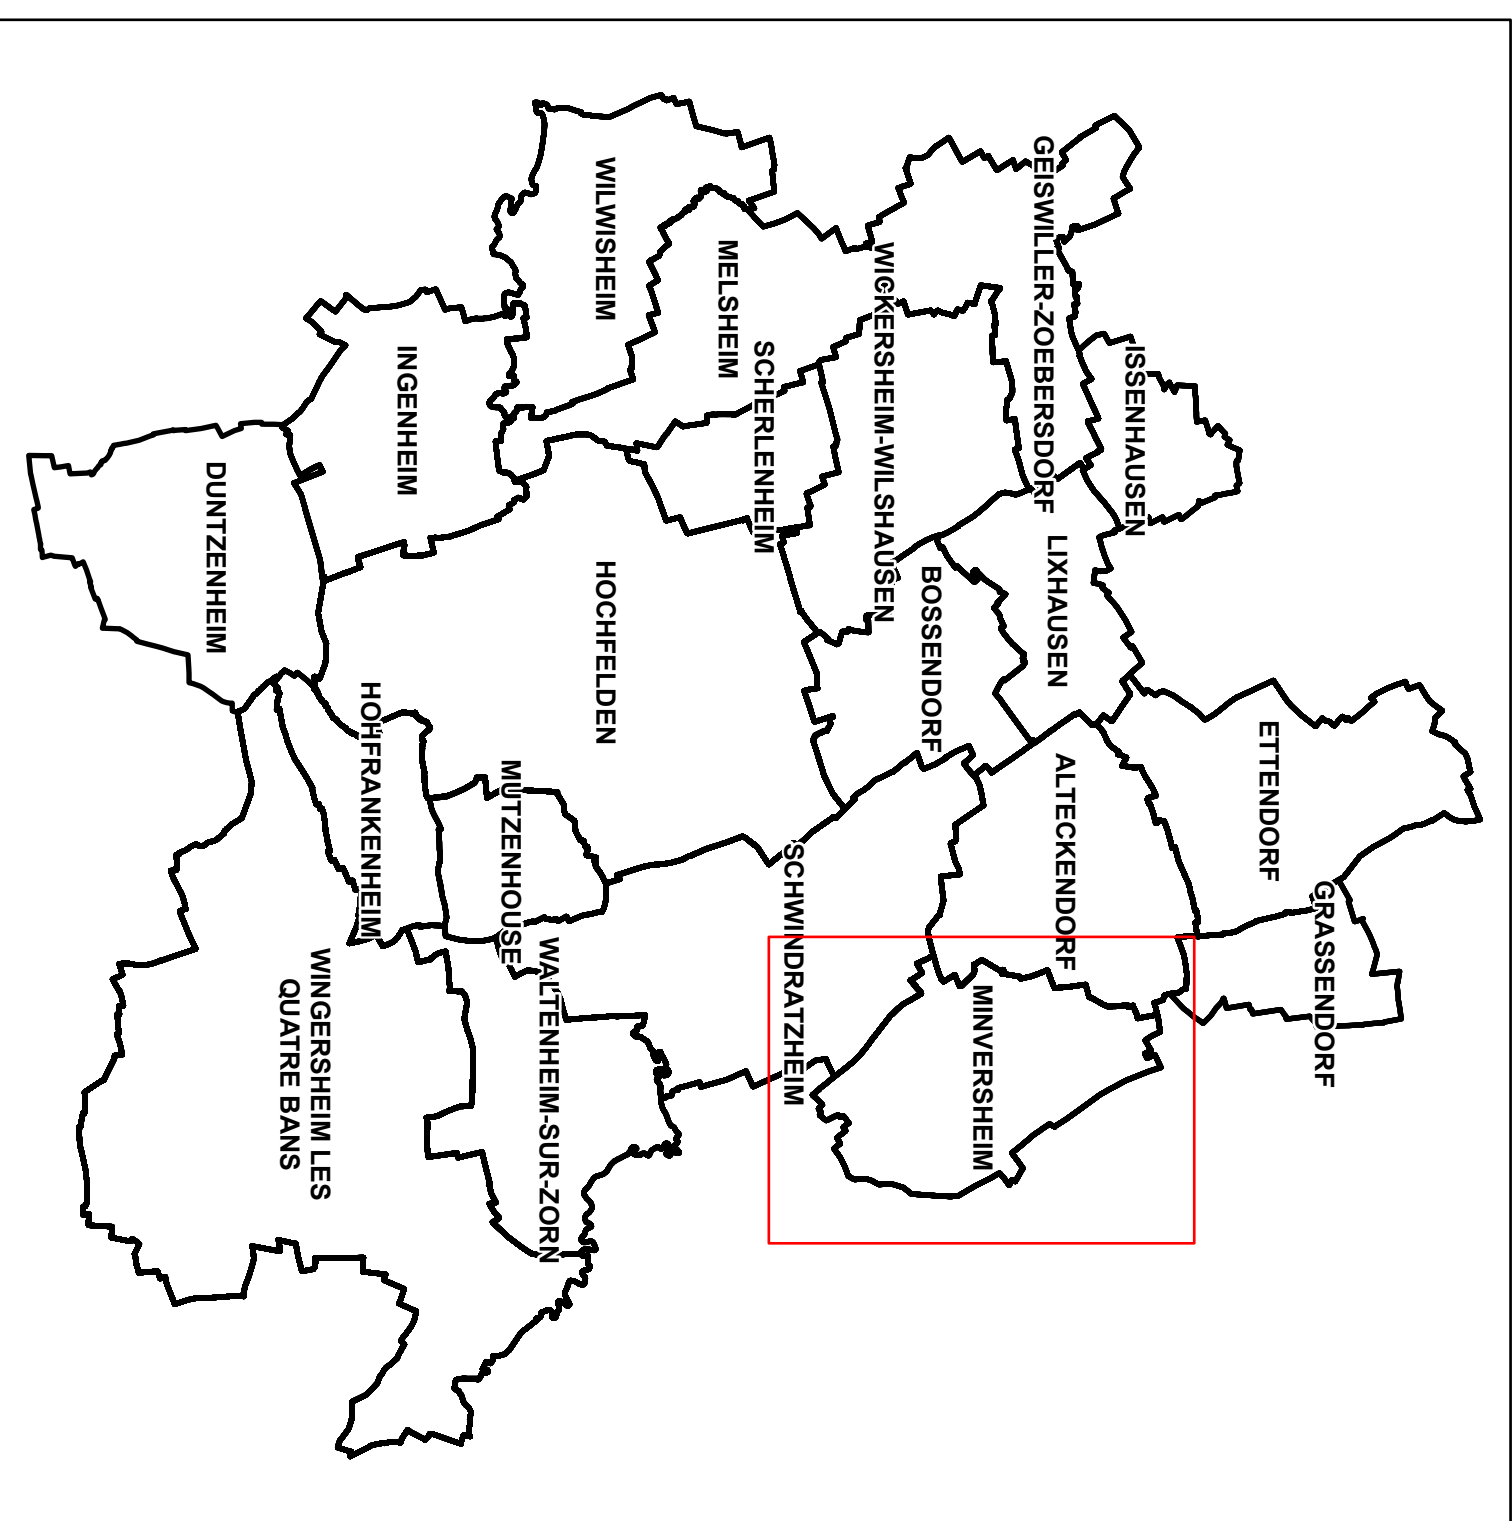 ETTENDORF
GRASSENDORF
ISSENHAUSEN
GEISWILLER-ZOEBERSDORF
LIXHAUSEN
ALTECKENDORF
MINVERSHEIM
BOSSENDORF
WICKERSHEIM-WILSHAUSEN
SCHWINDRATZHEIM
SCHERLENHEIM
MELSHEIM
WILWISHEIM
HOCHFELDEN
WALTENHEIM-SUR-ZORN
MUTZENHOUSE
INGENHEIM
HOHFRANKENHEIM
WINGERSHEIM LES
QUATRE BANS
DUNTZENHEIM